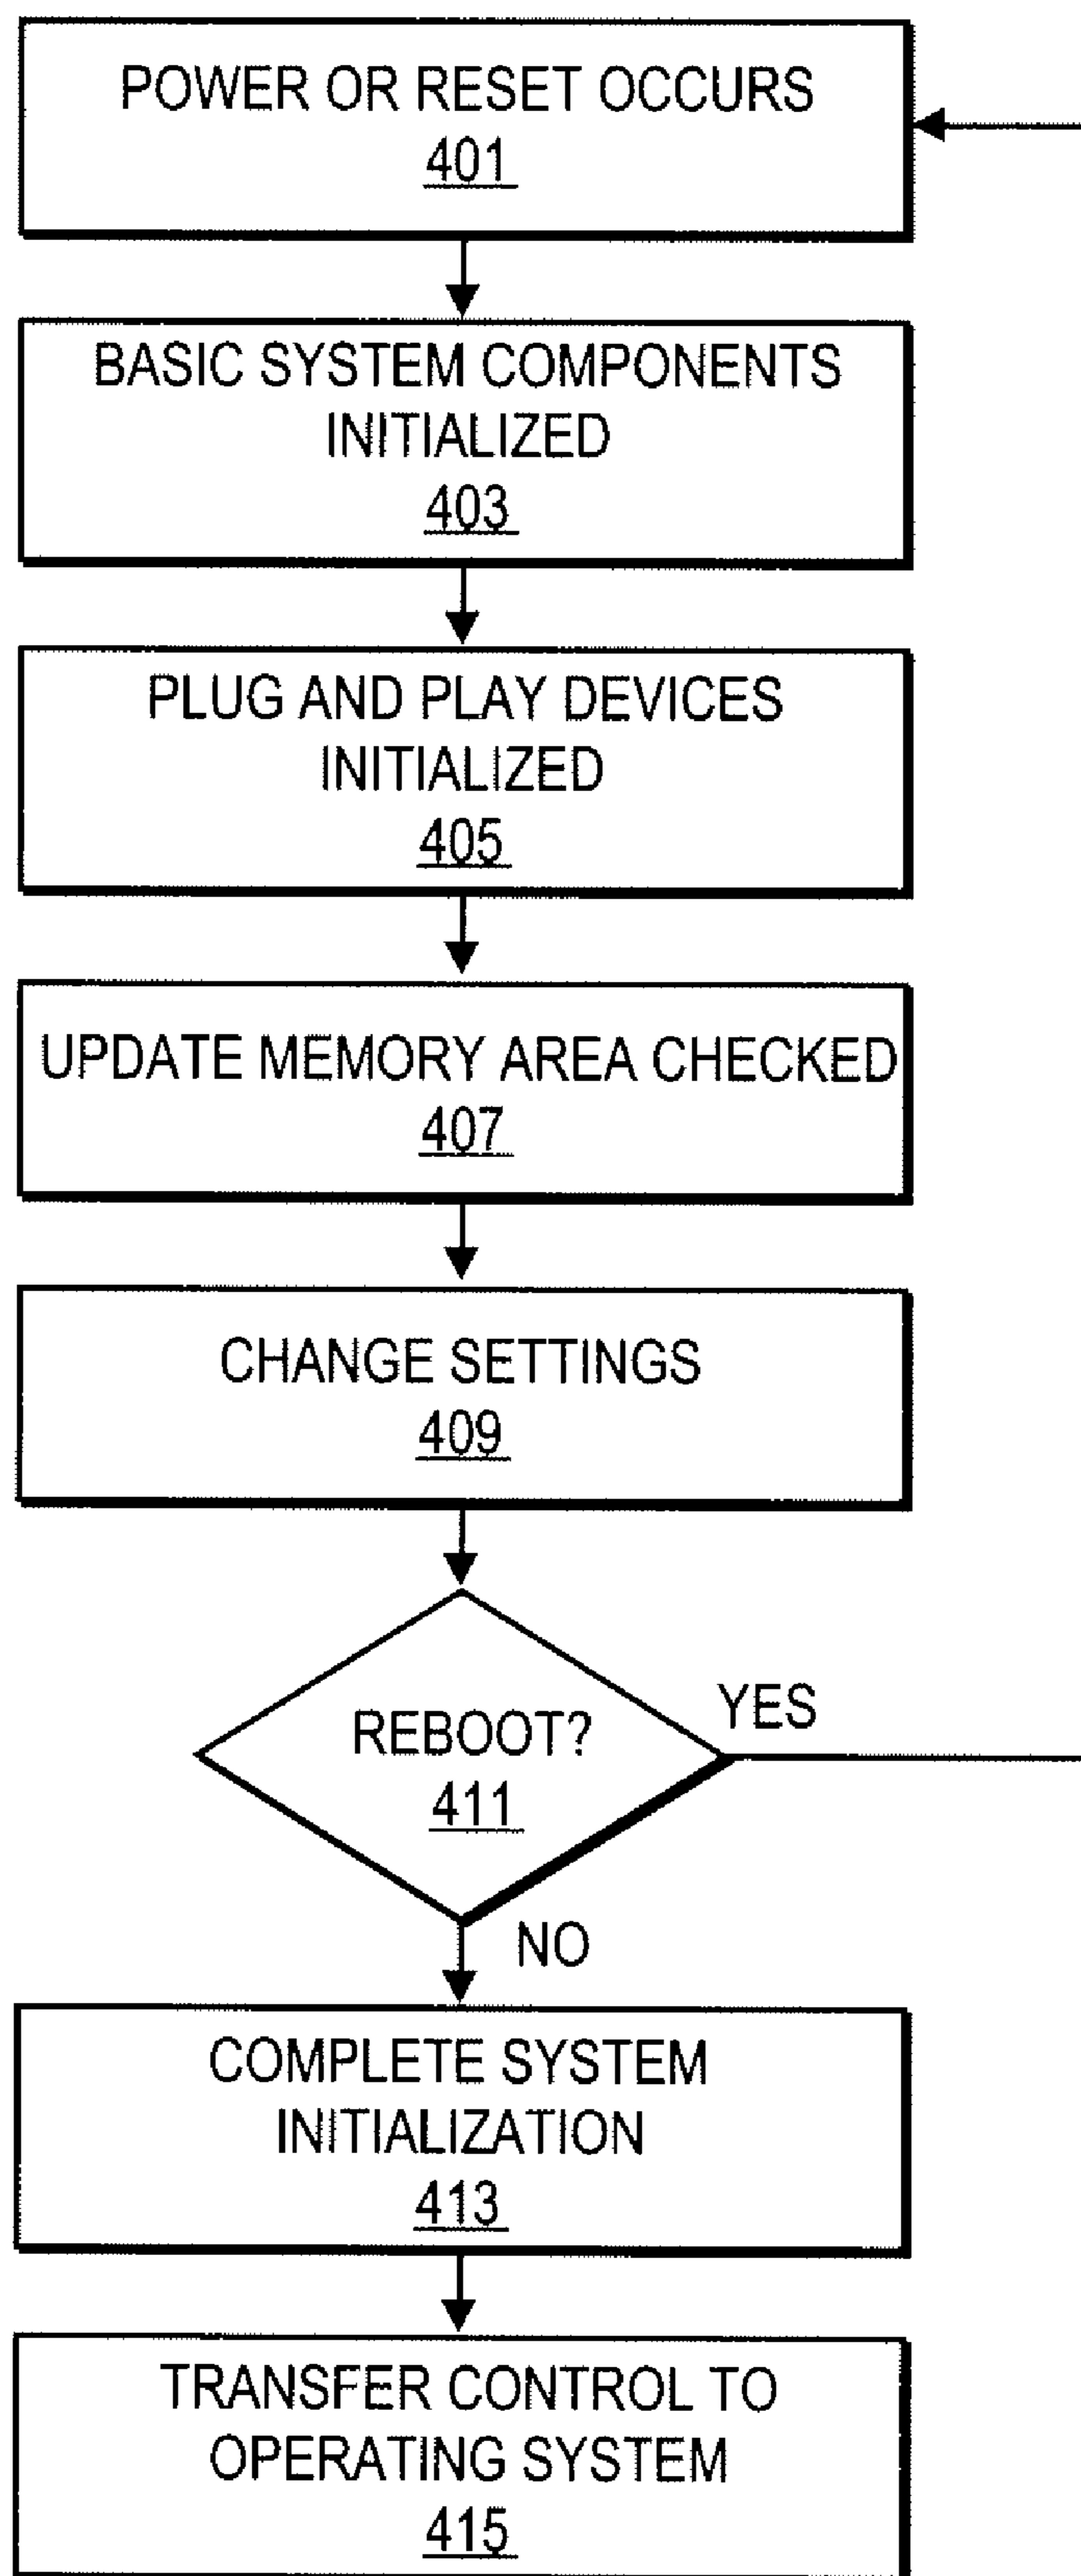 POWER OR RESET OCCURS
401
BASIC SYSTEM COMPONENTS
INITIALIZED
403
PLUG AND PLAY DEVICES
INITIALIZED
405
UPDATE MEMORY AREA CHECKED
407
CHANGE SETTINGS
409
REBOOT?
411
YES
NO
COMPLETE SYSTEM
INITIALIZATION
413
TRANSFER CONTROL TO
OPERATING SYSTEM
415